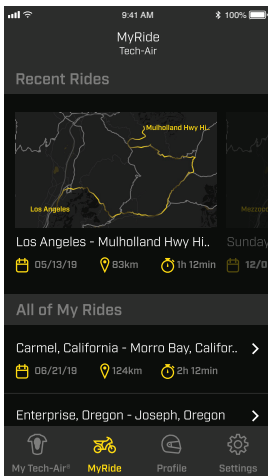 9:41 AM 100%
MyRide
Tech-Air
Recent Rides
Mulholland Hwy Hi..
Los Angeles
Los Angeles - Mulholland Hwy Hi.. Sunday
05/13/19 83km 1h 12min 12/0
All of My Rides
Carmel, California - Morro Bay, Califor..
06/21/19 124km 2h 12min
Enterprise, Oregon - Joseph, Oregon
My Tech-Air® MyRide Profile Settings